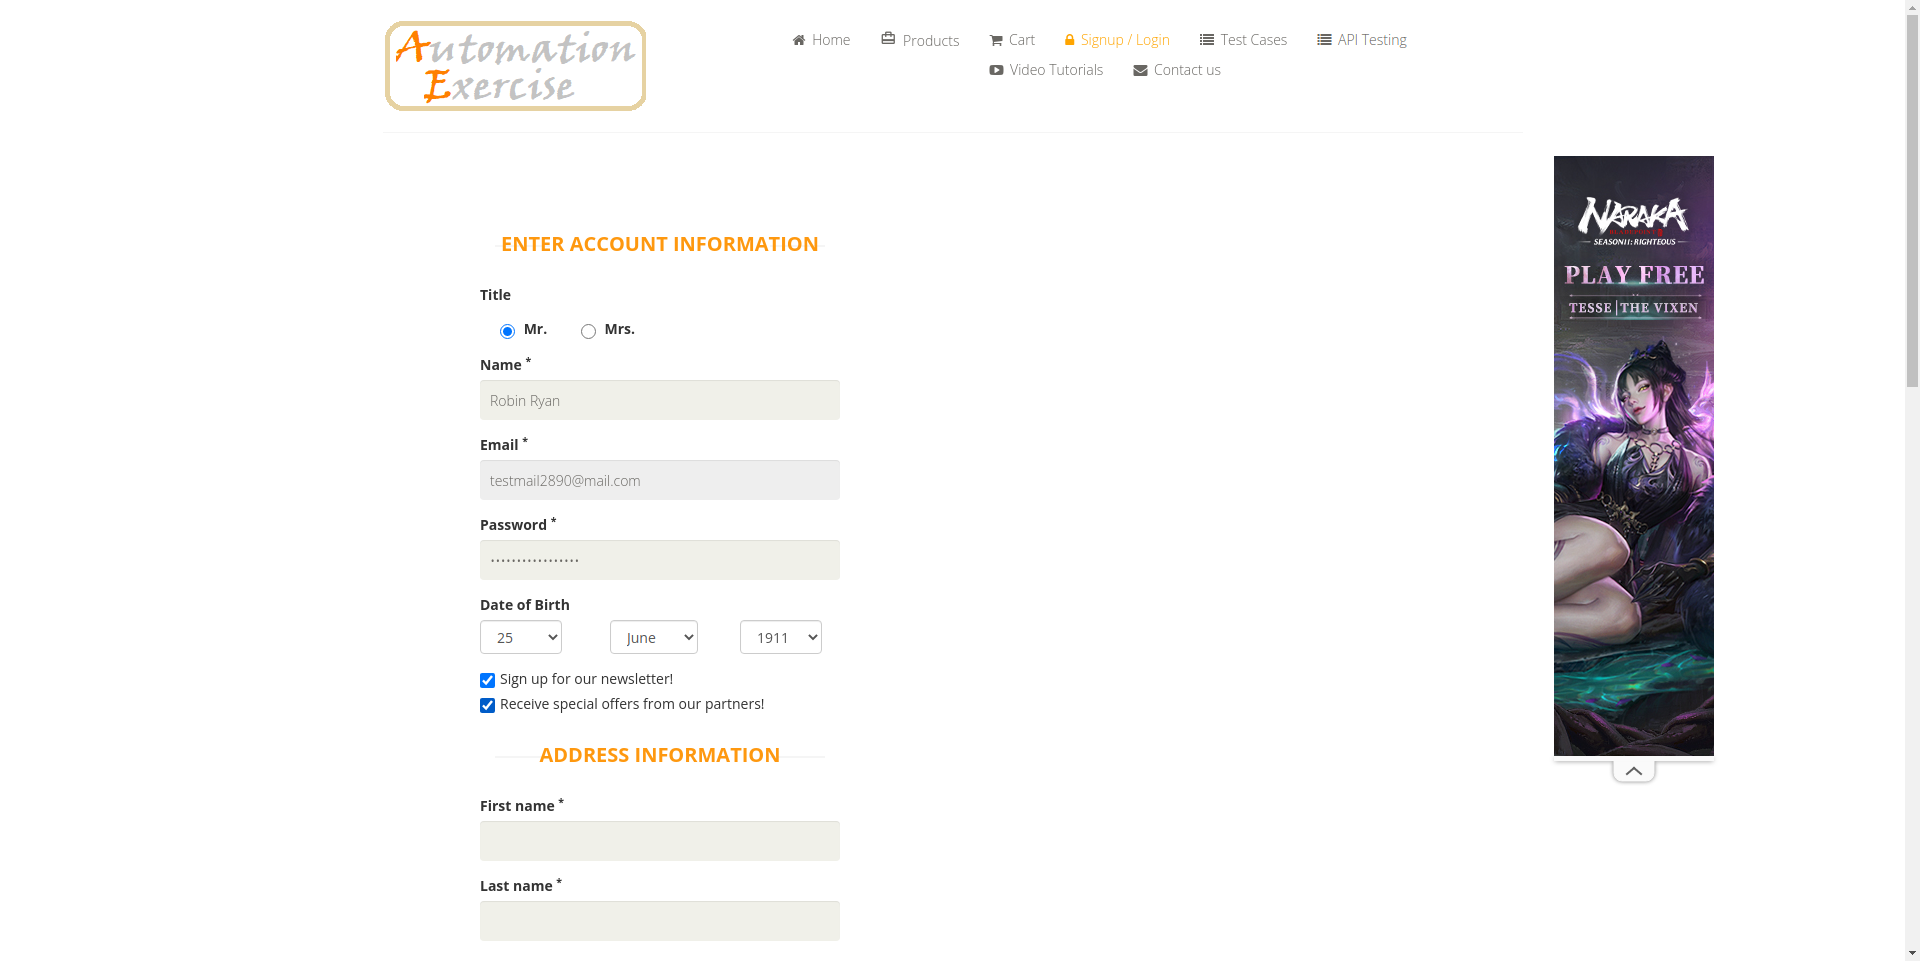 Automation
Exercise
Home
Products
Cart
Signup / Login
Test Cases
API Testing
Video Tutorials
Contact us
ENTER ACCOUNT INFORMATION
Title
Mr.
Mrs.
Name *
Robin Ryan
Email *
testmail2890@mail.com
Password *
•••••••••••••••••
Date of Birth
25
June
1911
Sign up for our newsletter!
Receive special offers from our partners!
ADDRESS INFORMATION
First name *
Last name *
NARAKA
BLADEPOINT
SEASON 11: RIGHTEOUS
PLAY FREE
TESSE | THE VIXEN